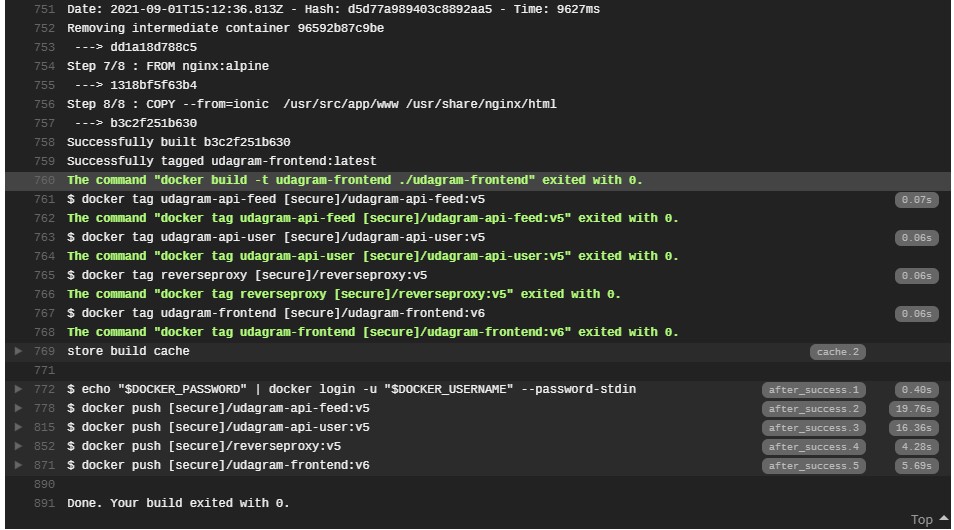 751 Date: 2021-09-01T15:12:36.813Z - Hash: d5d77a989403c8892aa5 - Time: 9627ms
752 Removing intermediate container 96592b87c9be
753 ---> dd1a18d788c5
754 Step 7/8 : FROM nginx:alpine
755 ---> 1318bf5f63b4
756 Step 8/8 : COPY --from=ionic  /usr/src/app/www /usr/share/nginx/html
757 ---> b3c2f251b630
758 Successfully built b3c2f251b630
759 Successfully tagged udagram-frontend:latest
760 The command "docker build -t udagram-frontend ./udagram-frontend" exited with 0.
761 $ docker tag udagram-api-feed [secure]/udagram-api-feed:v5 0.07s
762 The command "docker tag udagram-api-feed [secure]/udagram-api-feed:v5" exited with 0.
763 $ docker tag udagram-api-user [secure]/udagram-api-user:v5 0.06s
764 The command "docker tag udagram-api-user [secure]/udagram-api-user:v5" exited with 0.
765 $ docker tag reverseproxy [secure]/reverseproxy:v5 0.06s
766 The command "docker tag reverseproxy [secure]/reverseproxy:v5" exited with 0.
767 $ docker tag udagram-frontend [secure]/udagram-frontend:v6 0.06s
768 The command "docker tag udagram-frontend [secure]/udagram-frontend:v6" exited with 0.
769 store build cache cache.2
771
772 $ echo "$DOCKER_PASSWORD" | docker login -u "$DOCKER_USERNAME" --password-stdin after_success.1 0.40s
778 $ docker push [secure]/udagram-api-feed:v5 after_success.2 19.76s
815 $ docker push [secure]/udagram-api-user:v5 after_success.3 16.36s
852 $ docker push [secure]/reverseproxy:v5 after_success.4 4.28s
871 $ docker push [secure]/udagram-frontend:v6 after_success.5 5.69s
890
891 Done. Your build exited with 0.
Top